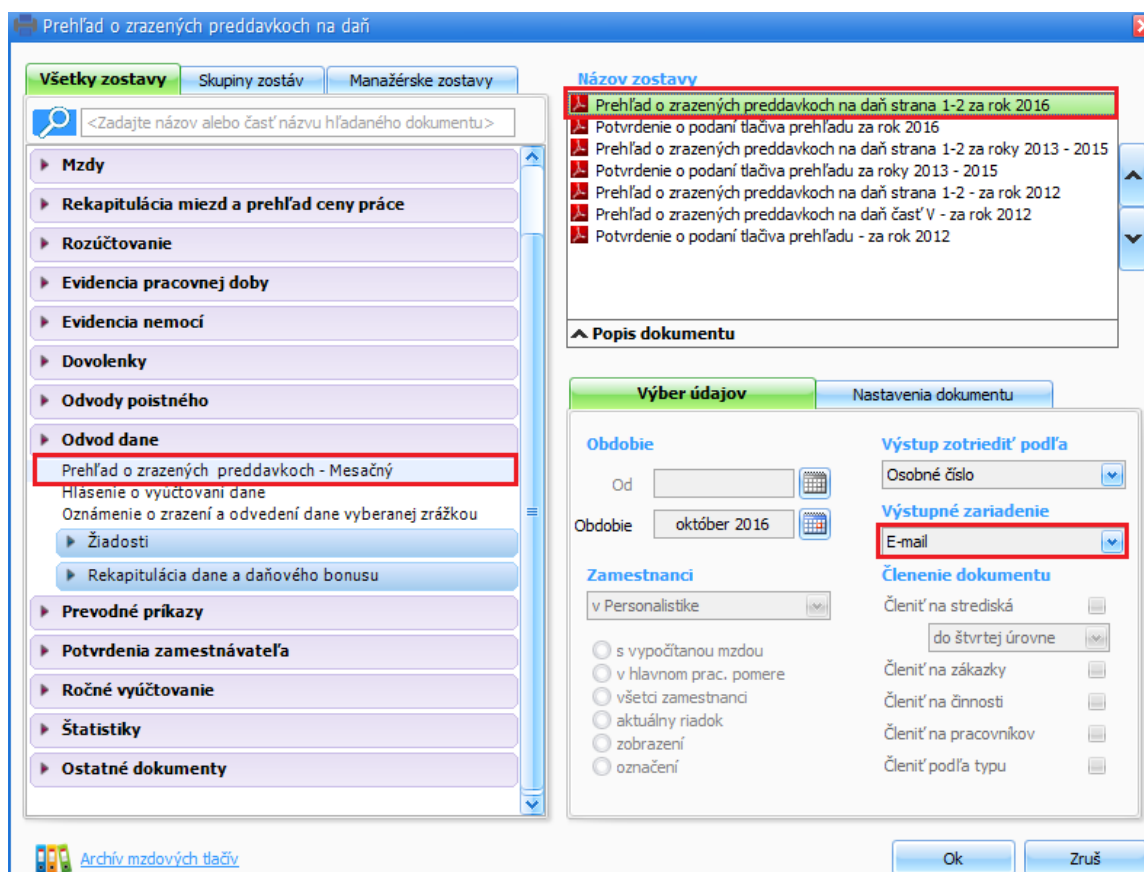 Prehľad o zrazených preddavkoch na daň
Všetky zostavy
Skupiny zostáv
Manažérske zostavy
<Zadajte názov alebo časť názvu hľadaného dokumentu>
Mzdy
Rekapitulácia miezd a prehľad ceny práce
Rozúčtovanie
Evidencia pracovnej doby
Evidencia nemocí
Dovolenky
Odvody poistného
Odvod dane
Prehľad o zrazených preddavkoch - Mesačný
Hlásenie o vyúčtovaní dane
Oznámenie o zrazení a odvedení dane vyberanej zrážkou
Žiadosti
Rekapitulácia dane a daňového bonusu
Prevodné príkazy
Potvrdenia zamestnávateľa
Ročné vyúčtovanie
Štatistiky
Ostatné dokumenty
Archív mzdových tlačív
Názov zostavy
Prehľad o zrazených preddavkoch na daň strana 1-2 za rok 2016
Potvrdenie o podaní tlačiva prehľadu za rok 2016
Prehľad o zrazených preddavkoch na daň strana 1-2 za roky 2013 - 2015
Potvrdenie o podaní tlačiva prehľadu za roky 2013 - 2015
Prehľad o zrazených preddavkoch na daň strana 1-2 - za rok 2012
Prehľad o zrazených preddavkoch na daň časť V - za rok 2012
Potvrdenie o podaní tlačiva prehľadu - za rok 2012
Popis dokumentu
Výber údajov
Nastavenia dokumentu
Obdobie
Od
Obdobie
október 2016
Zamestnanci
v Personalistike
s vypočítanou mzdou
v hlavnom prac. pomere
všetci zamestnanci
aktuálny riadok
zobrazení
označení
Výstup zotriediť podľa
Osobné číslo
Výstupné zariadenie
E-mail
Členenie dokumentu
Členiť na strediská
do štvrtej úrovne
Členiť na zákazky
Členiť na činnosti
Členiť na pracovníkov
Členiť podľa typu
Ok
Zruš